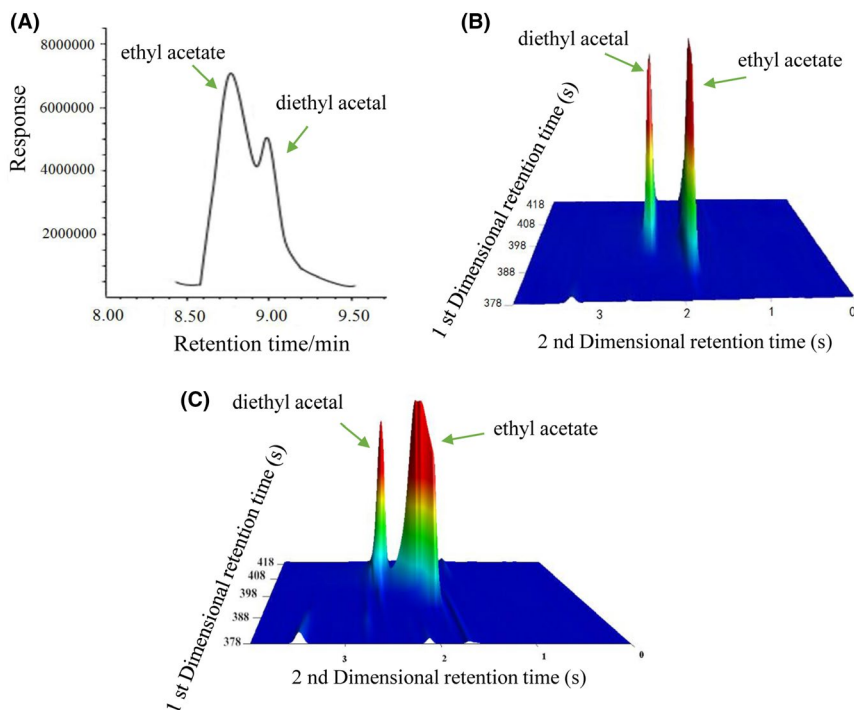 (A)
8000000
6000000
4000000
2000000
Response
ethyl acetate
diethyl acetal
8.00
8.50
9.00
9.50
Retention time/min
(B)
diethyl acetal
ethyl acetate
1 st Dimensional retention time (s)
418
408
398
388
378
3
2
1
0
2 nd Dimensional retention time (s)
(C)
diethyl acetal
ethyl acetate
1 st Dimensional retention time (s)
418
408
398
388
378
3
2
1
0
2 nd Dimensional retention time (s)